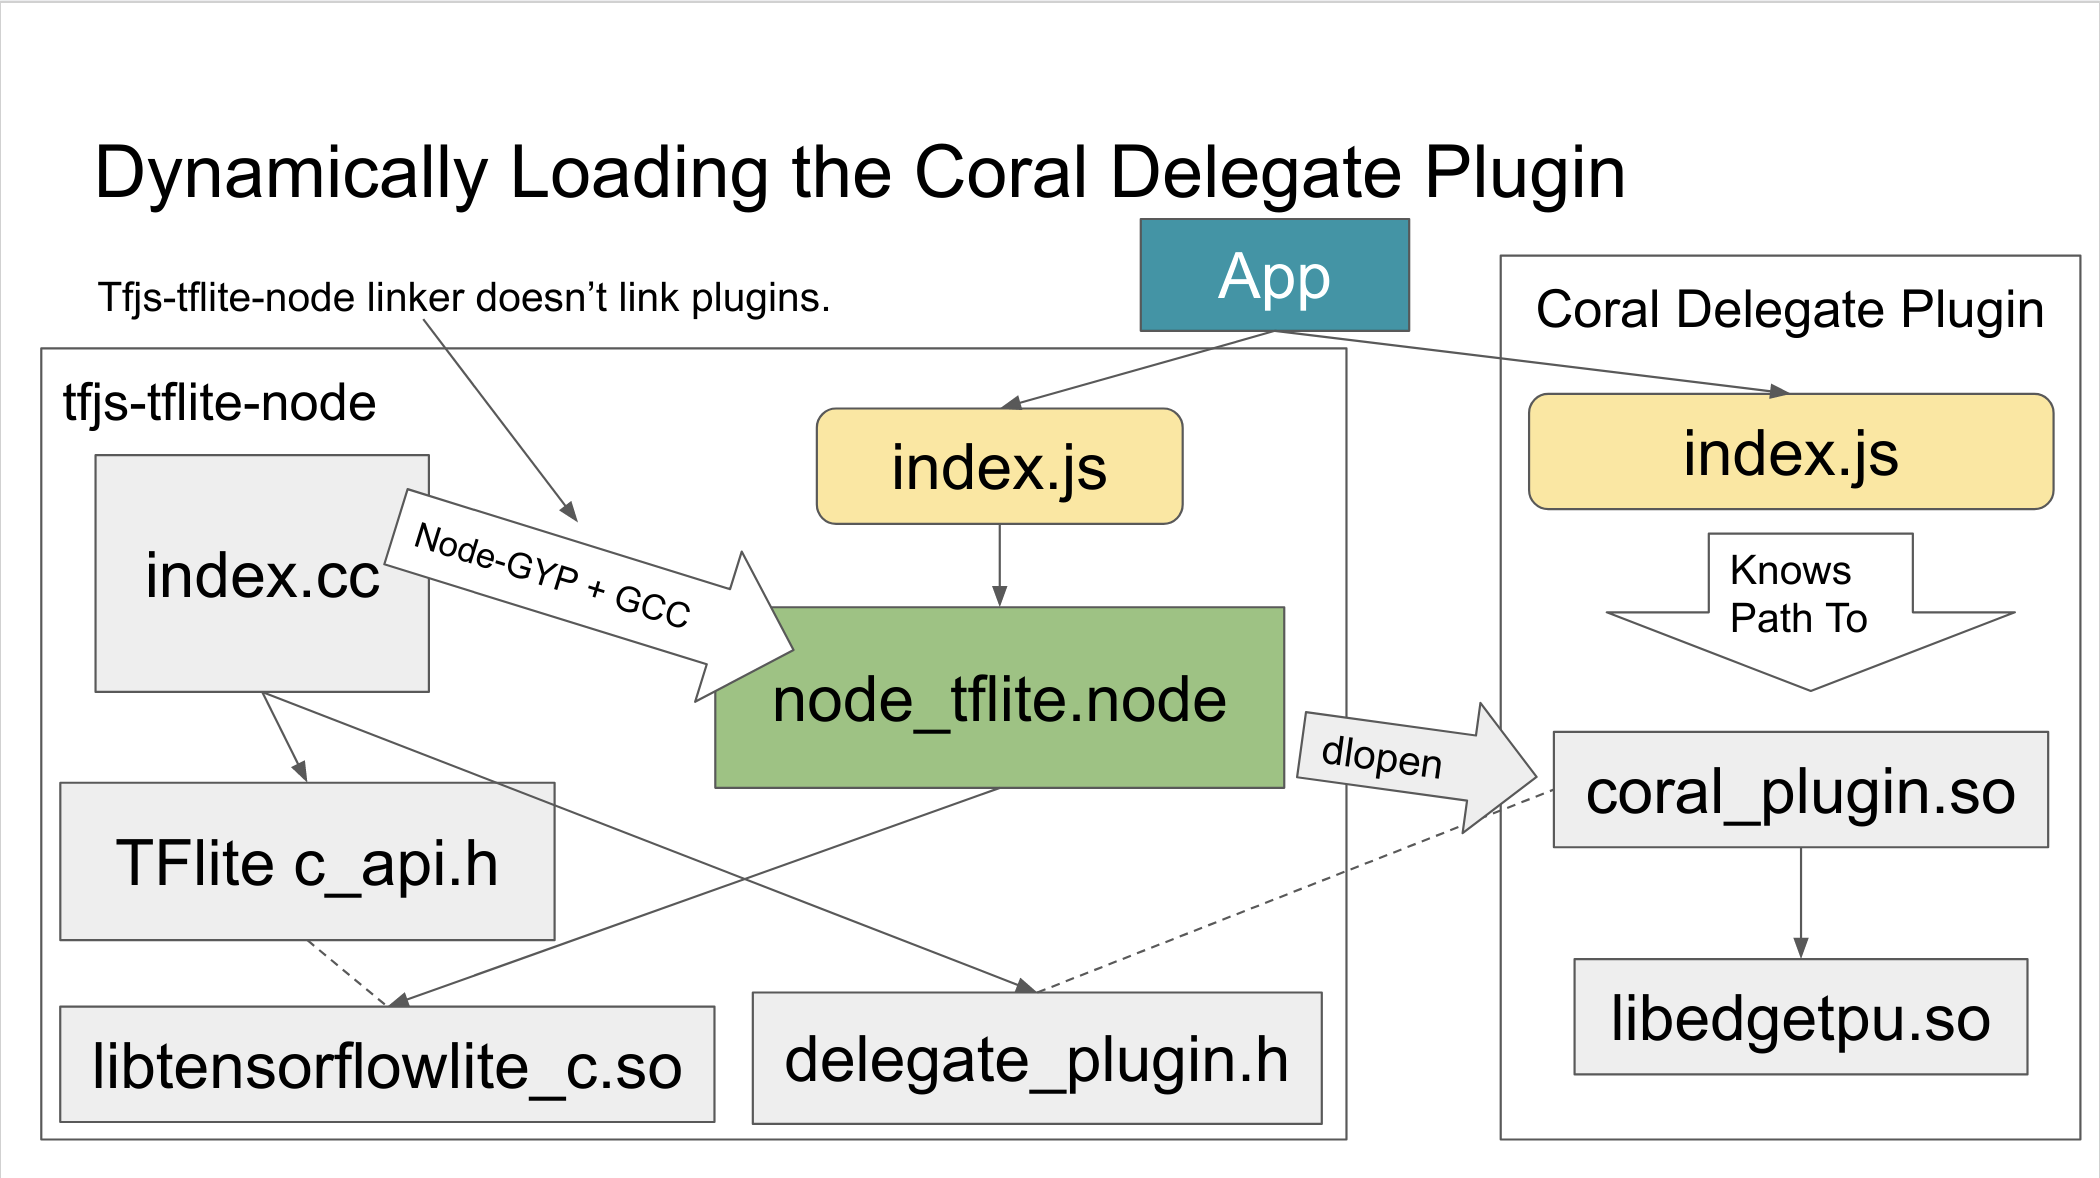 Dynamically Loading the Coral Delegate Plugin
App
Tfjs-tflite-node linker doesn’t link plugins.
Coral Delegate Plugin
tfjs-tflite-node
index.js
index.js
index.cc
Node-GYP + GCC
Knows
Path To
node_tflite.node
dlopen
coral_plugin.so
TFlite c_api.h
libtensorflowlite_c.so
delegate_plugin.h
libedgetpu.so